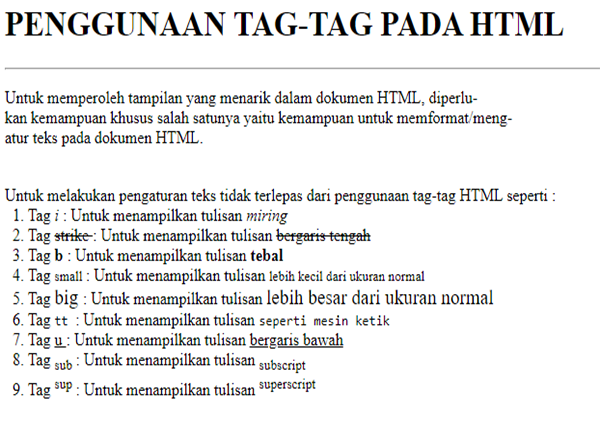 PENGGUNAAN TAG-TAG PADA HTML
Untuk memperoleh tampilan yang menarik dalam dokumen HTML, diperlu-
kan kemampuan khusus salah satunya yaitu kemampuan untuk memformat/meng-
atur teks pada dokumen HTML.
Untuk melakukan pengaturan teks tidak terlepas dari penggunaan tag-tag HTML seperti :
1. Tag i : Untuk menampilkan tulisan miring
2. Tag strike : Untuk menampilkan tulisan bergaris tengah
3. Tag b : Untuk menampilkan tulisan tebal
4. Tag small : Untuk menampilkan tulisan lebih kecil dari ukuran normal
5. Tag big : Untuk menampilkan tulisan lebih besar dari ukuran normal
6. Tag tt : Untuk menampilkan tulisan seperti mesin ketik
7. Tag u : Untuk menampilkan tulisan bergaris bawah
8. Tag sub : Untuk menampilkan tulisan subscript
9. Tag sup : Untuk menampilkan tulisan superscript